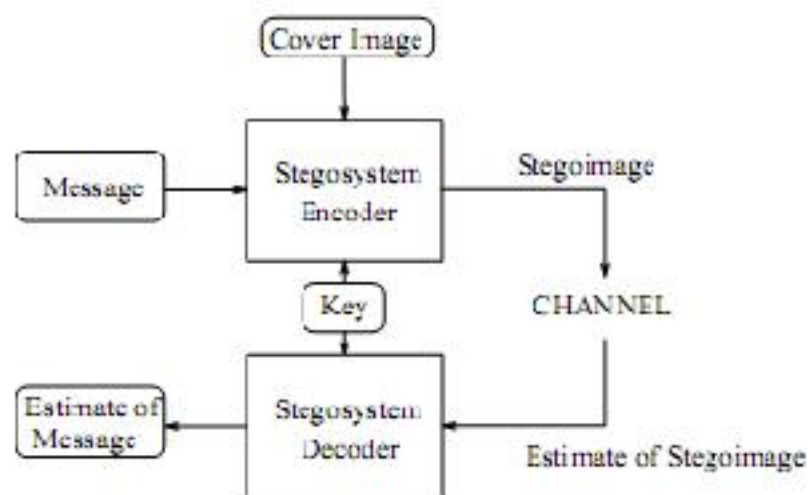 Cover Image
Message
Stegosystem
Encoder
Stegoimage
Key
CHANNEL
Estimate of
Message
Stegosystem
Decoder
Estimate of Stegoimage